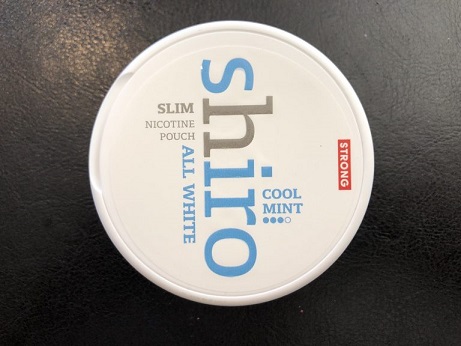 shiro
SLIM
NICOTINE
POUCH
ALL WHITE
COOL
MINT
STRONG